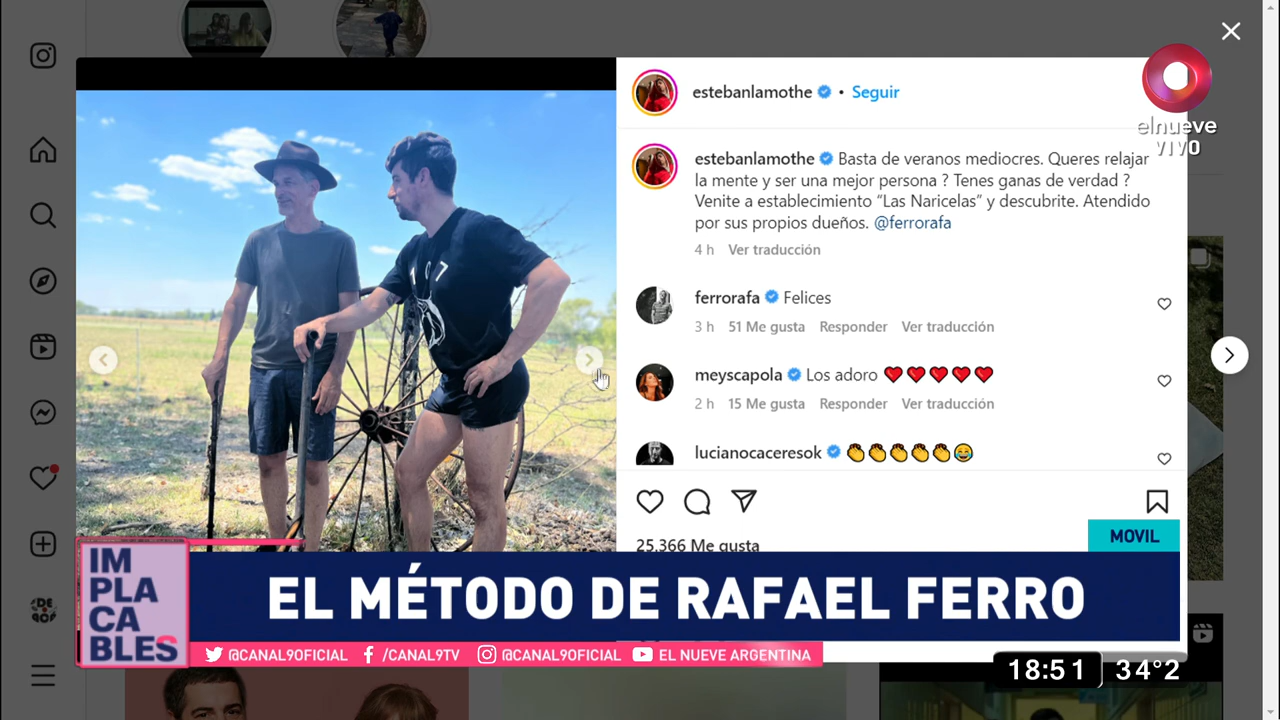 estebanlamothe • Seguir
elnueve
VIVO
estebanlamothe Basta de veranos mediocres. Queres relajar
la mente y ser una mejor persona ? Tenes ganas de verdad ?
Venite a establecimiento “Las Naricelas” y descubrite. Atendido
por sus propios dueños. @ferrorafa
4 h Ver traducción
ferrorafa Felices
3 h 51 Me gusta Responder Ver traducción
meyscapola Los adoro ❤️❤️❤️❤️❤️
2 h 15 Me gusta Responder Ver traducción
lucianocaceresok 👏👏👏👏👏😂
107
25.366 Me gusta
MOVIL
IM
PLA
CA
BLES
EL MÉTODO DE RAFAEL FERRO
@CANAL9OFICIAL /CANAL9TV @CANAL9OFICIAL EL NUEVE ARGENTINA
18:51 34°2